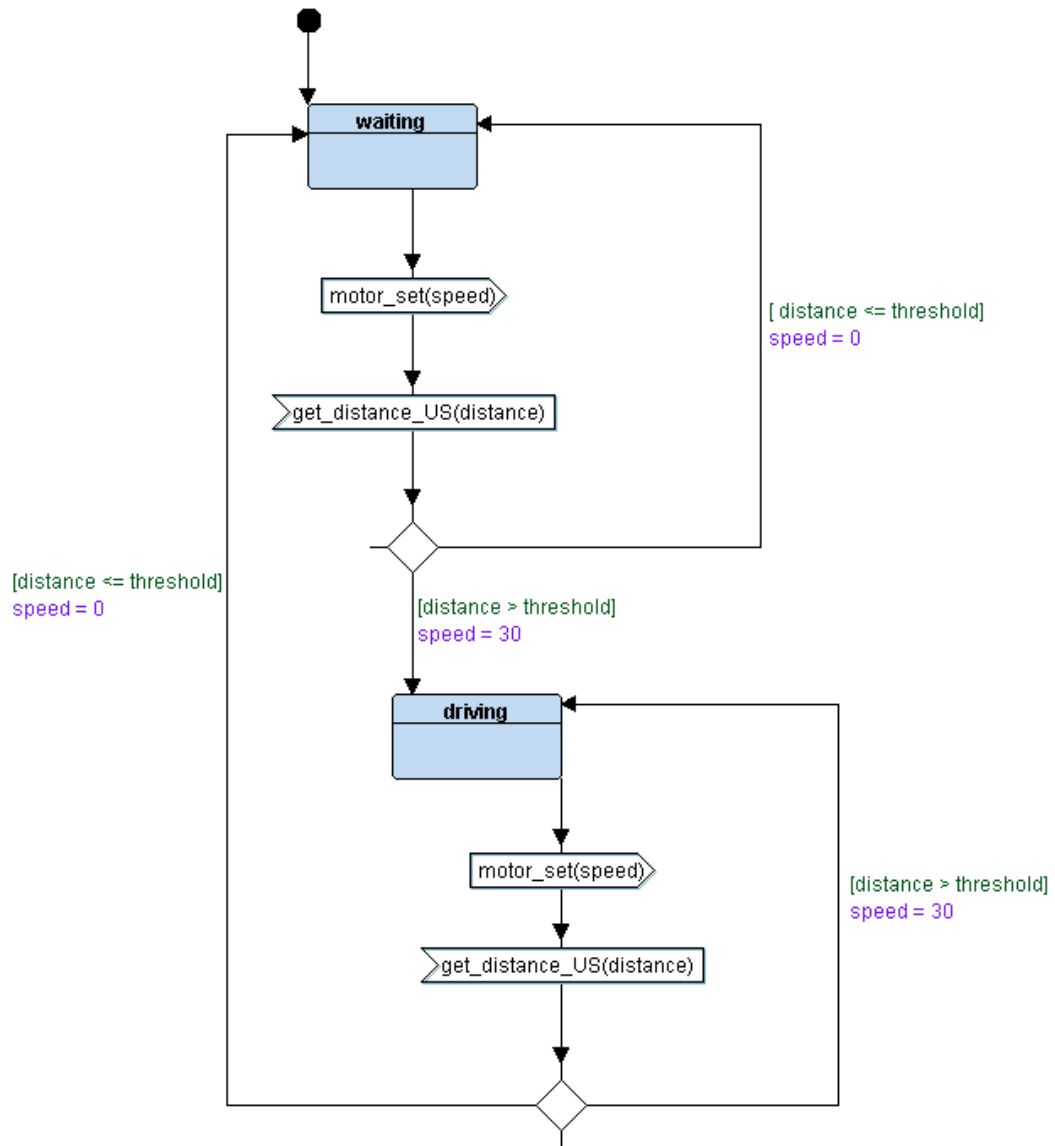 waiting
motor_set(speed)
[ distance <= threshold]
speed = 0
get_distance_US(distance)
[distance <= threshold]
speed = 0
[distance > threshold]
speed = 30
driving
motor_set(speed)
[distance > threshold]
speed = 30
get_distance_US(distance)